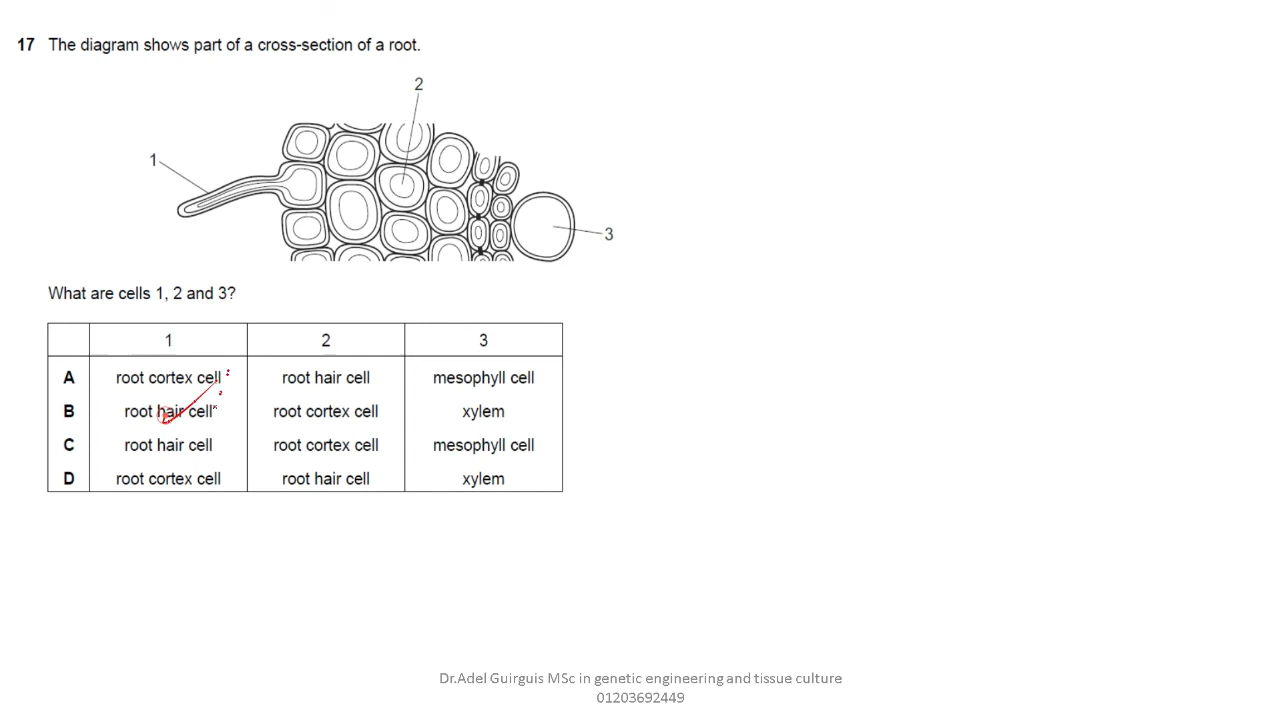 17 The diagram shows part of a cross-section of a root.
2
1
3
What are cells 1, 2 and 3?
1 2 3
A root cortex cell root hair cell mesophyll cell
B root hair cell root cortex cell xylem
C root hair cell root cortex cell mesophyll cell
D root cortex cell root hair cell xylem
Dr.Adel Guirguis MSc in genetic engineering and tissue culture
01203692449